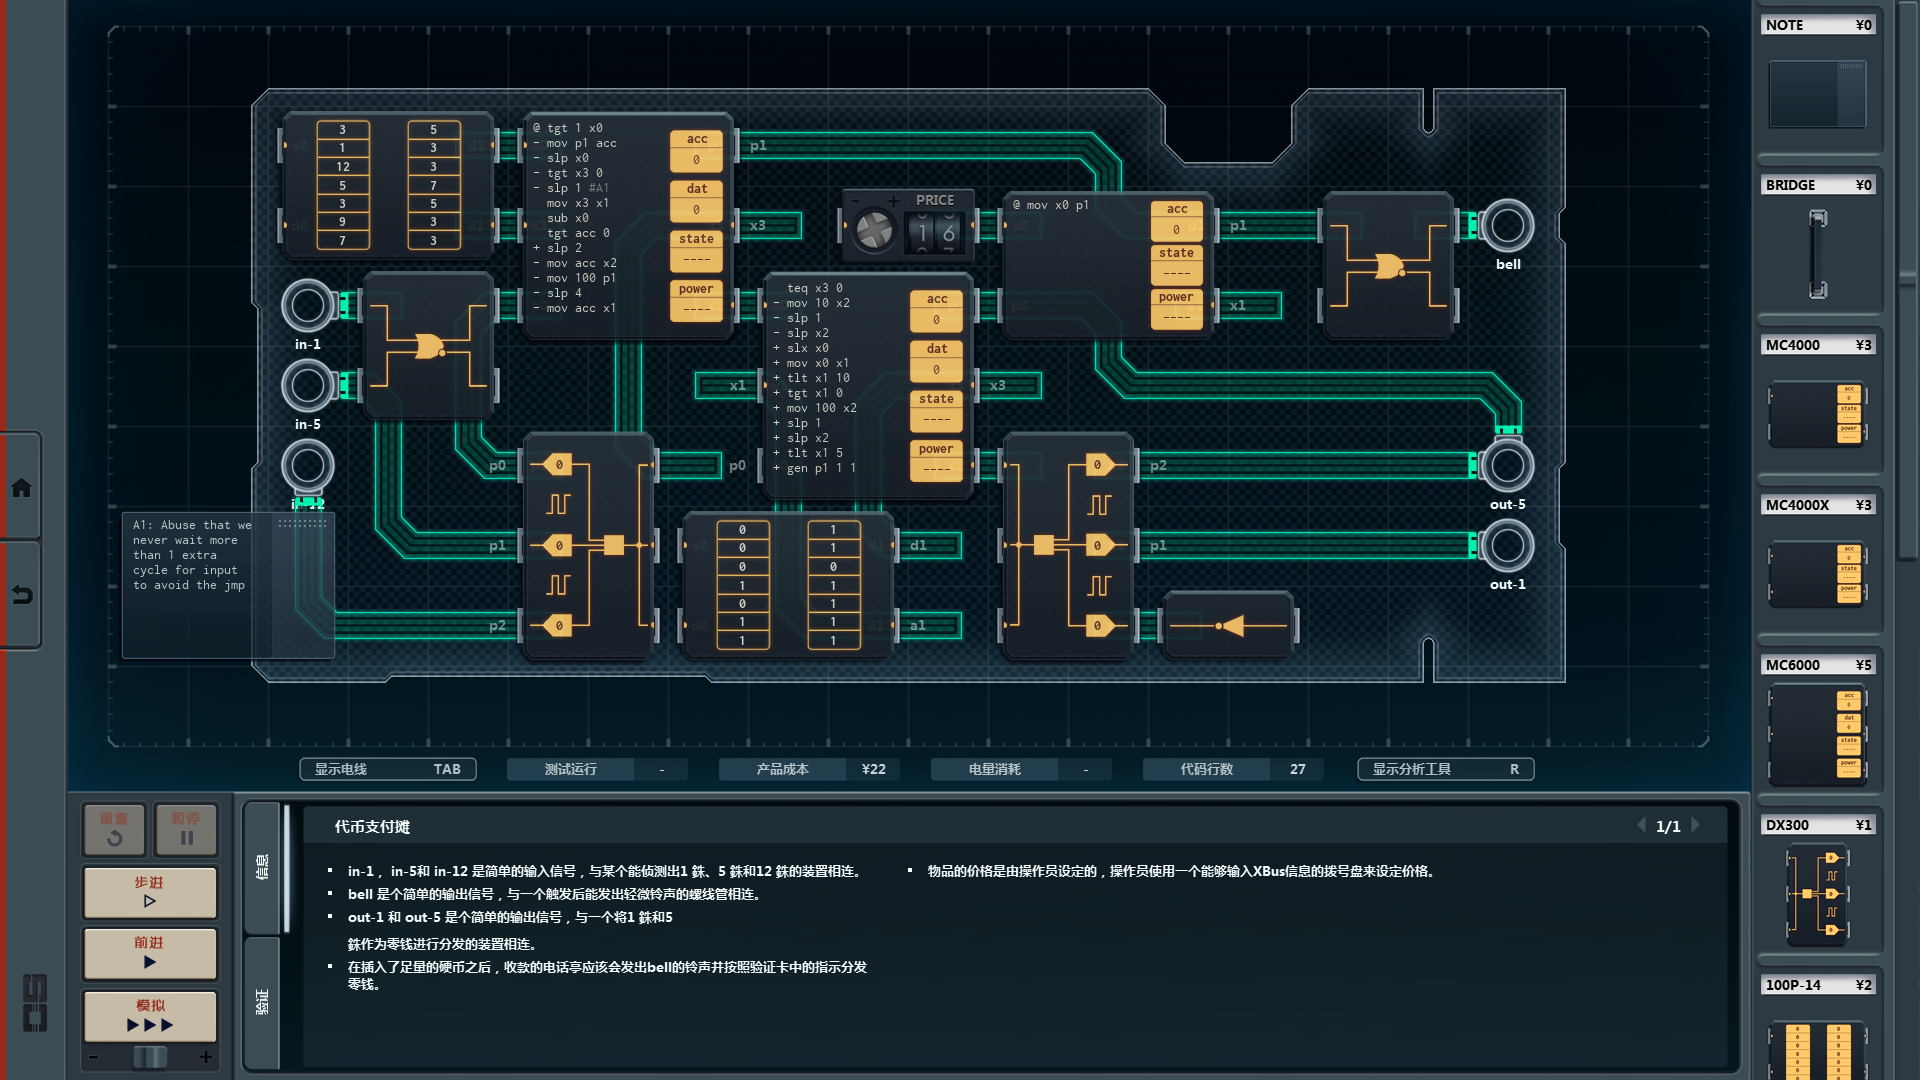 3
1
12
5
3
9
7
5
3
3
7
5
3
3
@ tgt 1 x0
- mov p1 acc
- slp x0
- tgt x3 0
- slp 1 #A1
mov x3 x1
sub x0
tgt acc 0
+ slp 2
- mov acc x2
- mov 100 p1
- slp 4
- mov acc x1
acc
0
dat
0
state
----
power
----
p1
x3
PRICE
- +
1 6
@ mov x0 p1
acc
0
state
----
power
----
p1
x1
bell
in-1
in-5
teq x3 0
- mov 10 x2
- slp 1
- slp x2
+ slx x0
+ mov x0 x1
+ tlt x1 10
+ tgt x1 0
+ mov 100 x2
+ slp 1
+ slp x2
+ tlt x1 5
+ gen p1 1 1
acc
0
dat
0
state
----
power
----
p0
x1
x3
p0
p0
p1
p2
0
0
0
A1: Abuse that we
never wait more
than 1 extra
cycle for input
to avoid the jmp
0
0
0
1
0
1
1
1
1
0
1
1
1
1
d1
a1
0
0
0
p2
p1
out-5
out-1
NOTE ¥0
BRIDGE ¥0
MC4000 ¥3
MC4000X ¥3
MC6000 ¥5
DX300 ¥1
100P-14 ¥2
显示电线 TAB
测试运行 -
产品成本 ¥22
电量消耗 -
代码行数 27
显示分析工具 R
重置
暂停
步进
前进
模拟
- +
信息
验证
代币支付摊
1/1
▪ in-1， in-5和 in-12 是简单的输入信号，与某个能侦测出1 銖、5 銖和12 銖的装置相连。
▪ bell 是个简单的输出信号，与一个触发后能发出轻微铃声的螺线管相连。
▪ out-1 和 out-5 是个简单的输出信号，与一个将1 銖和5
銖作为零钱进行分发的装置相连。
▪ 在插入了足量的硬币之后，收款的电话亭应该会发出bell的铃声并按照验证卡中的指示分发
零钱。
▪ 物品的价格是由操作员设定的，操作员使用一个能够输入XBus信息的拨号盘来设定价格。